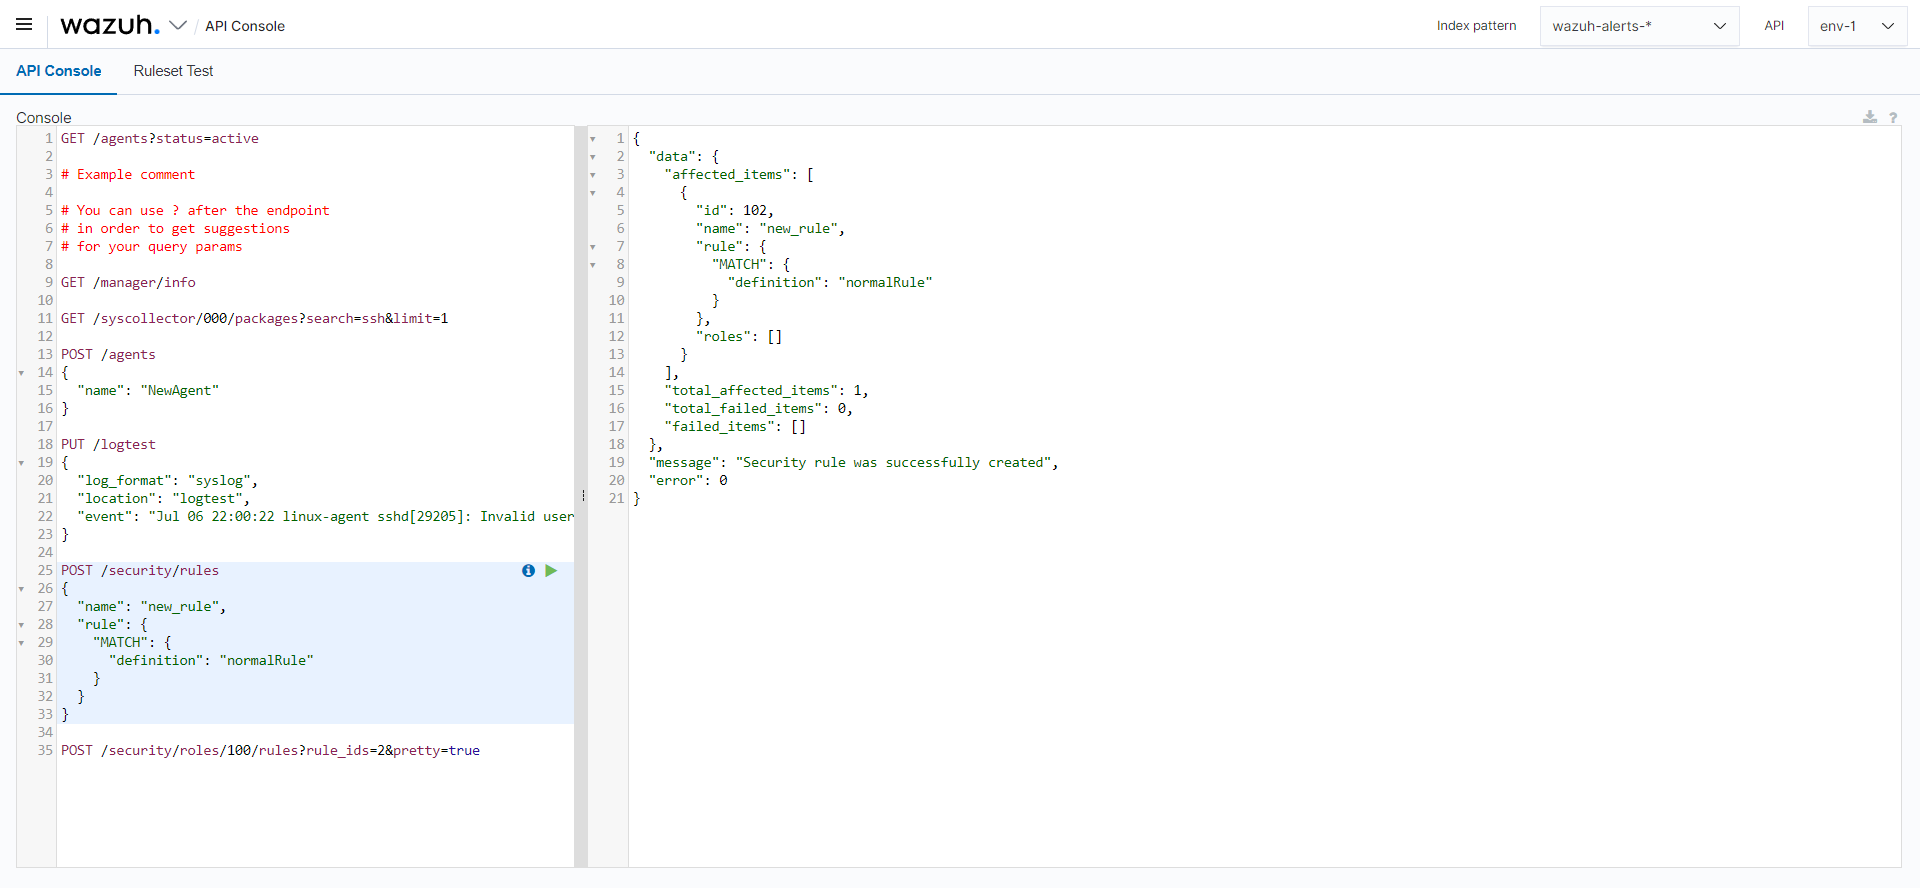 wazuh. / API Console
Index pattern wazuh-alerts-* API env-1
API Console Ruleset Test
Console
1 GET /agents?status=active
2
3 # Example comment
4
5 # You can use ? after the endpoint
6 # in order to get suggestions
7 # for your query params
8
9 GET /manager/info
10
11 GET /syscollector/000/packages?search=ssh&limit=1
12
13 POST /agents
14 {
15   "name": "NewAgent"
16 }
17
18 PUT /logtest
19 {
20   "log_format": "syslog",
21   "location": "logtest",
22   "event": "Jul 06 22:00:22 linux-agent sshd[29205]: Invalid user
23 }
24
25 POST /security/rules
26 {
27   "name": "new_rule",
28   "rule": {
29     "MATCH": {
30       "definition": "normalRule"
31     }
32   }
33 }
34
35 POST /security/roles/100/rules?rule_ids=2&pretty=true
1 {
2   "data": {
3     "affected_items": [
4       {
5         "id": 102,
6         "name": "new_rule",
7         "rule": {
8           "MATCH": {
9             "definition": "normalRule"
10           }
11         },
12         "roles": []
13       }
14     ],
15     "total_affected_items": 1,
16     "total_failed_items": 0,
17     "failed_items": []
18   },
19   "message": "Security rule was successfully created",
20   "error": 0
21 }